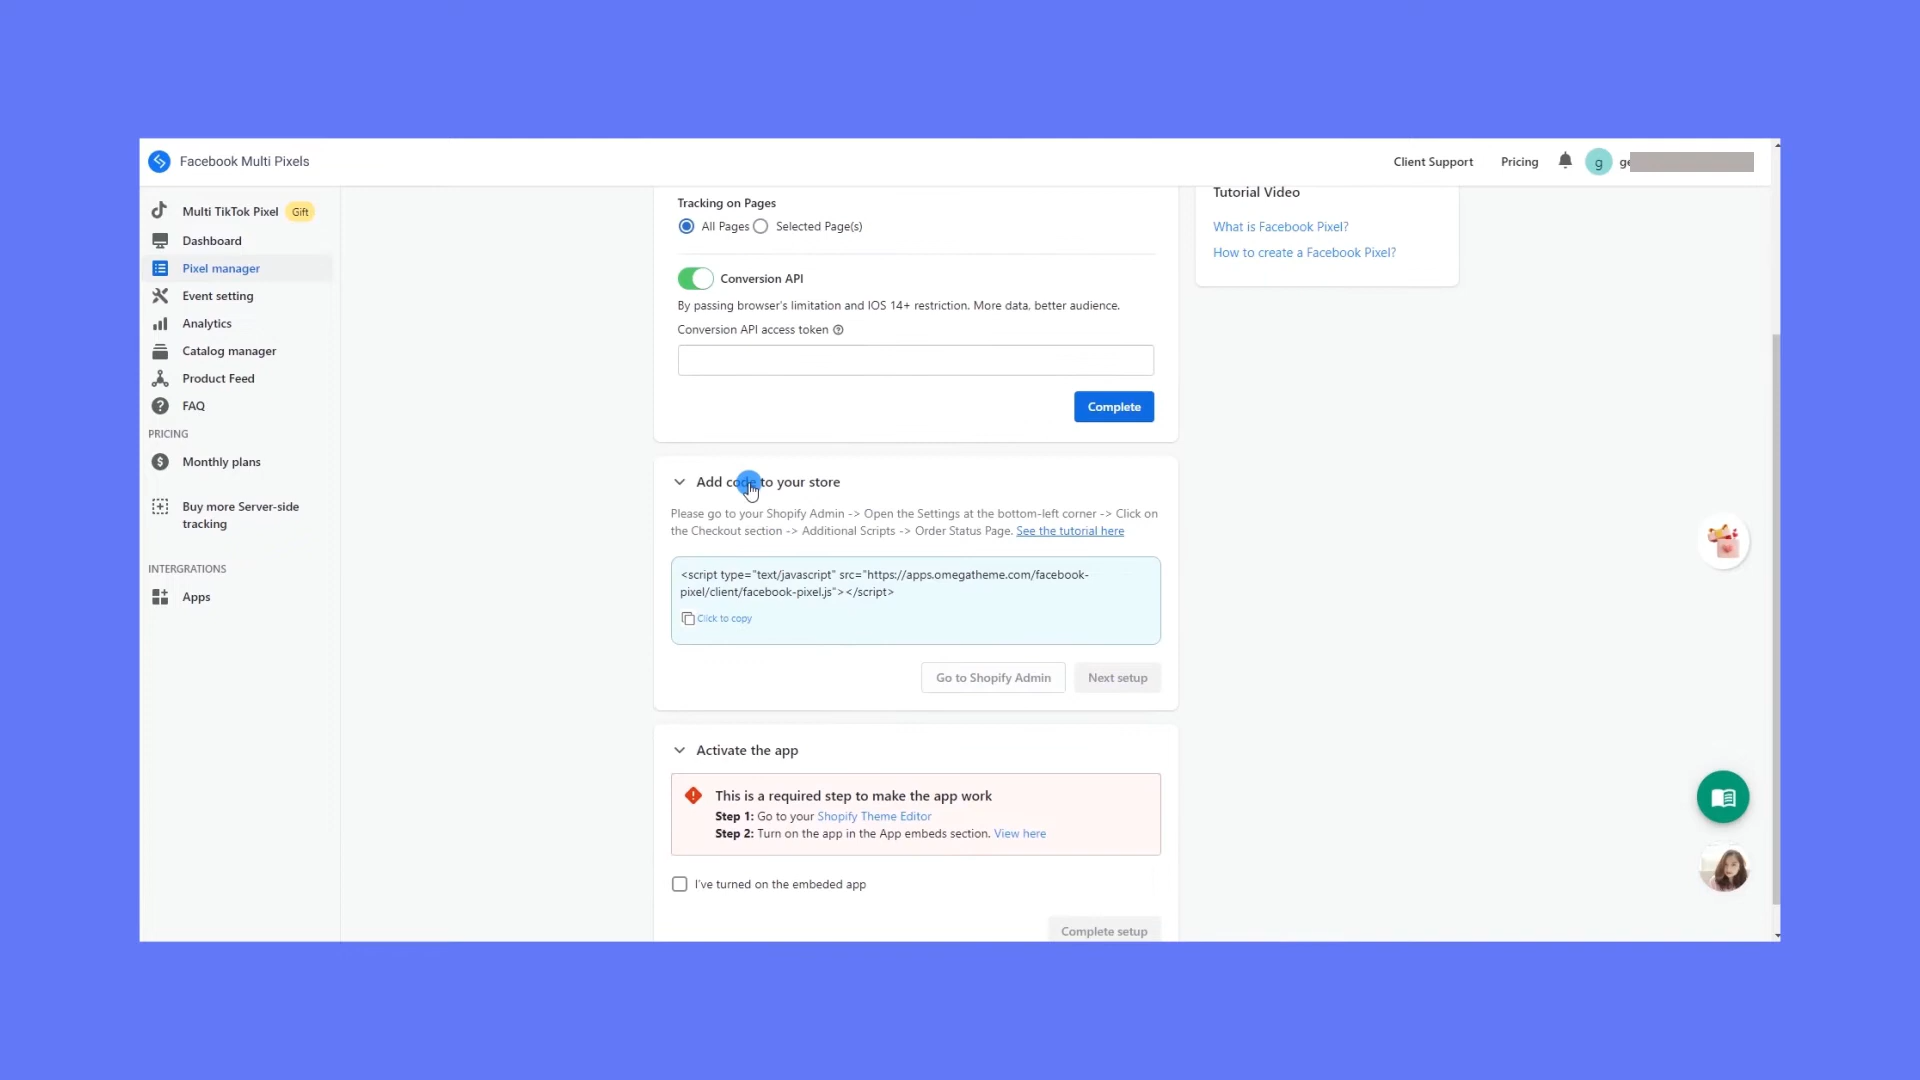 Facebook Multi Pixels
Client Support
Pricing
g
ge
Multi TikTok Pixel Gift
Dashboard
Pixel manager
Event setting
Analytics
Catalog manager
Product Feed
FAQ
PRICING
Monthly plans
Buy more Server-side
tracking
INTERGRATIONS
Apps
Tracking on Pages
All Pages Selected Page(s)
Conversion API
By passing browser's limitation and IOS 14+ restriction. More data, better audience.
Conversion API access token
Complete
Add code to your store
Please go to your Shopify Admin -> Open the Settings at the bottom-left corner -> Click on
the Checkout section -> Additional Scripts -> Order Status Page. See the tutorial here
<script type="text/javascript" src="https://apps.omegatheme.com/facebook-
pixel/client/facebook-pixel.js"></script>
Click to copy
Go to Shopify Admin
Next setup
Activate the app
This is a required step to make the app work
Step 1: Go to your Shopify Theme Editor
Step 2: Turn on the app in the App embeds section. View here
I've turned on the embeded app
Complete setup
Tutorial Video
What is Facebook Pixel?
How to create a Facebook Pixel?